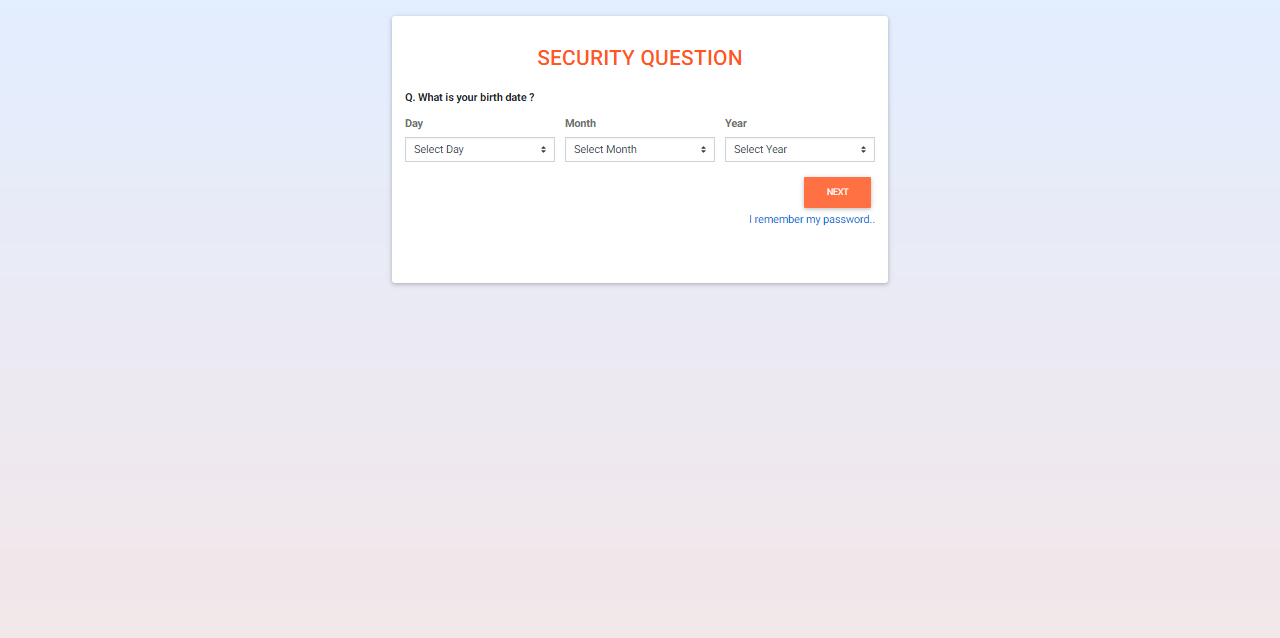 SECURITY QUESTION
Q. What is your birth date ?
Day Month Year
Select Day Select Month Select Year
NEXT
I remember my password..